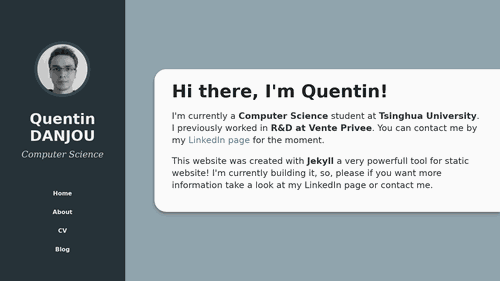 Quentin
DANJOU
Computer Science
Home
About
CV
Blog
Hi there, I'm Quentin!
I'm currently a Computer Science student at Tsinghua University.
I previously worked in R&D at Vente Privee. You can contact me by
my LinkedIn page for the moment.
This website was created with Jekyll a very powerfull tool for static
website! I'm currently building it, so, please if you want more
information take a look at my LinkedIn page or contact me.